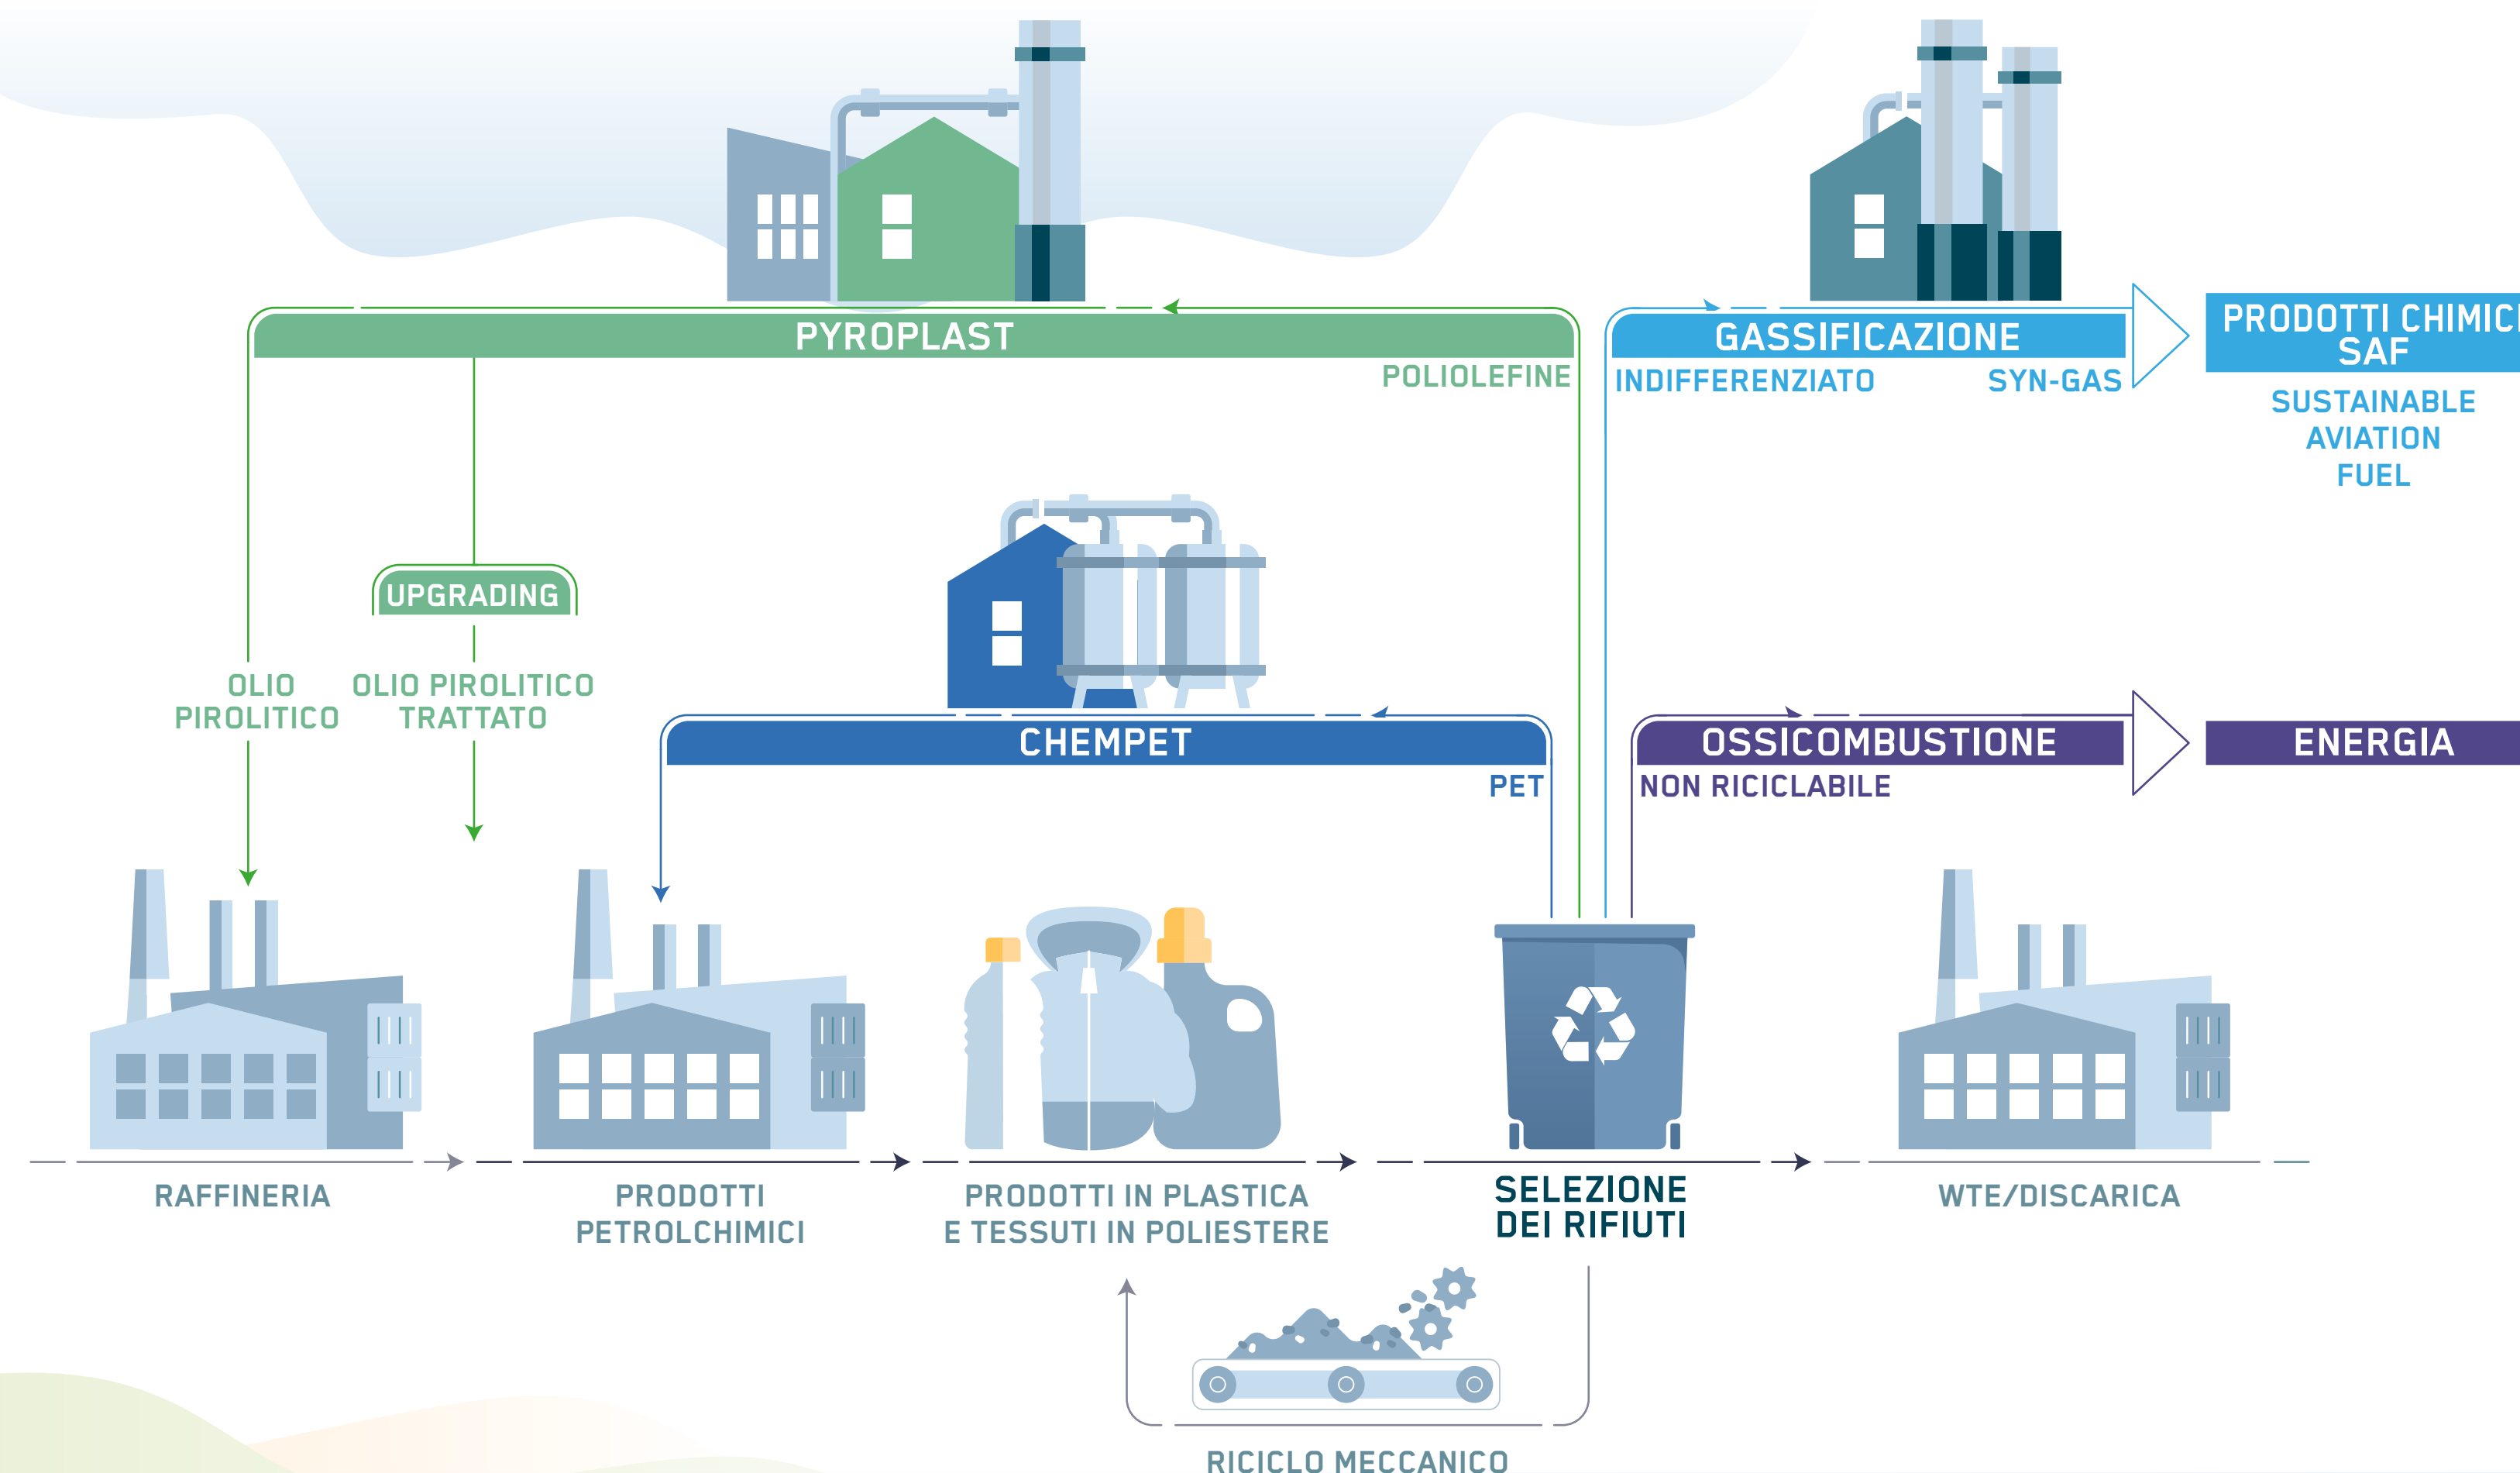 PYROPLAST
POLIOLEFINE
GASSIFICAZIONE
INDIFFERENZIATO
SYN-GAS
PRODOTTI CHIMICI
SAF
SUSTAINABLE
AVIATION
FUEL
UPGRADING
OLIO
PIROLITICO
OLIO PIROLITICO
TRATTATO
CHEMPET
PET
OSSICOMBUSTIONE
NON RICICLABILE
ENERGIA
RAFFINERIA
PRODOTTI
PETROLCHIMICI
PRODOTTI IN PLASTICA
E TESSUTI IN POLIESTERE
SELEZIONE
DEI RIFIUTI
WTE/DISCARICA
RICICLO MECCANICO